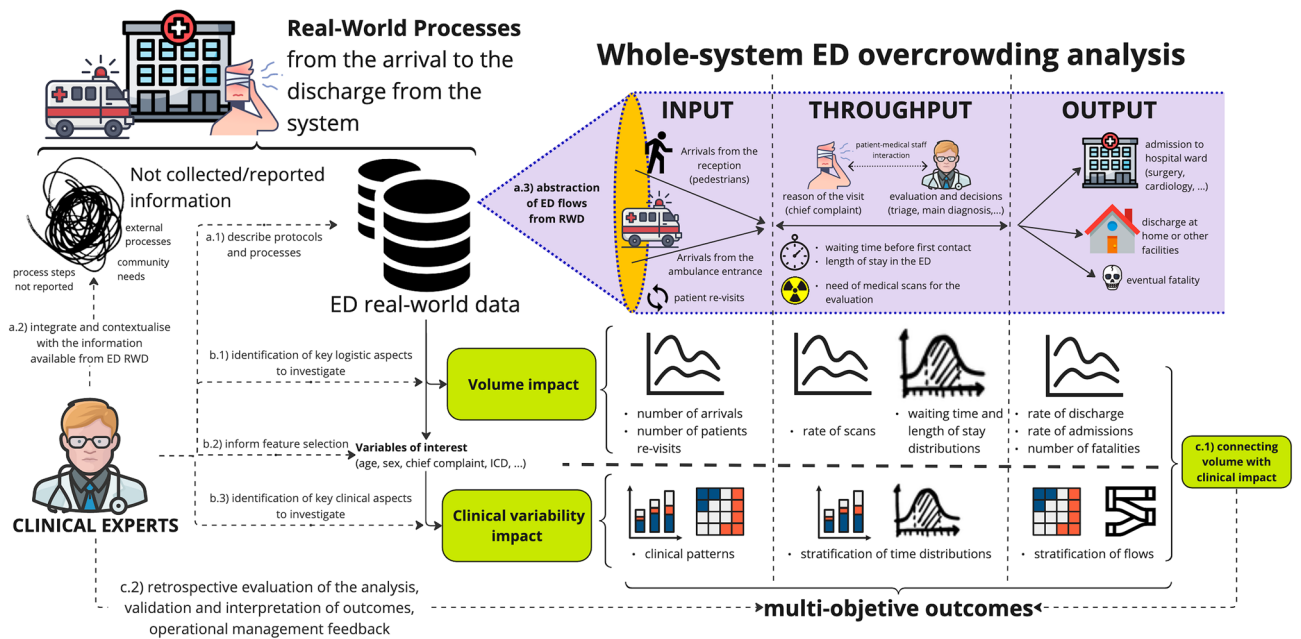 Real-World Processes
from the arrival to the
discharge from the
system
Whole-system ED overcrowding analysis
INPUT
THROUGHPUT
OUTPUT
Not collected/reported
information
external
processes
community
needs
process steps
not reported
a.1) describe protocols
and processes
a.2) integrate and contextualise
with the information
available from ED RWD
ED real-world data
a.3) abstraction
of ED flows
from RWD
Arrivals from the
reception
(pedestrians)
Arrivals from the
ambulance entrance
patient re-visits
patient-medical staff
interaction
reason of the visit
(chief complaint)
evaluation and decisions
(triage, main diagnosis,...)
• waiting time before first contact
• length of stay in the ED
• need of medical scans for the
evaluation
admission to
hospital ward
(surgery,
cardiology, ...)
discharge at
home or other
facilities
eventual fatality
b.1) identification of key logistic aspects
to investigate
Volume impact
• number of arrivals
• number of patients
re-visits
• rate of scans
• waiting time and
length of stay
distributions
• rate of discharge
• rate of admissions
• number of fatalities
b.2) inform feature selection
Variables of interest
(age, sex, chief complaint, ICD, ...)
c.1) connecting
volume with
clinical impact
CLINICAL EXPERTS
b.3) identification of key clinical aspects
to investigate
Clinical variability
impact
• clinical patterns
• stratification of time distributions
• stratification of flows
c.2) retrospective evaluation of the analysis,
validation and interpretation of outcomes,
operational management feedback
multi-objetive outcomes